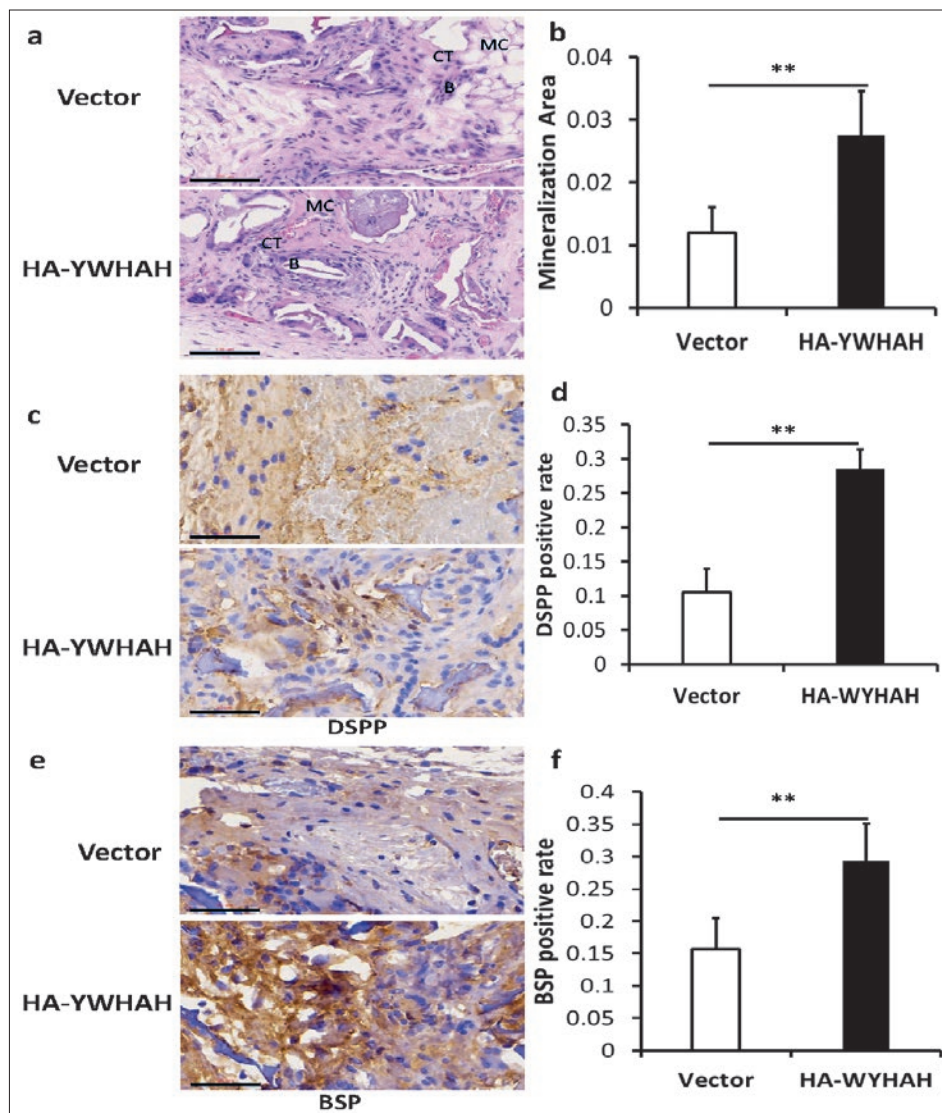 a
MC
CT
B
Vector
MC
CT
B
HA-YWHAH
b
0.04
**
0.03
0.02
0.01
0
Mineralization Area
Vector HA-YWHAH
c
Vector
HA-YWHAH
DSPP
d
0.35
**
0.3
0.25
0.2
0.15
0.1
0.05
0
DSPP positive rate
Vector HA-WYHAH
e
Vector
HA-YWHAH
BSP
f
0.4
**
0.35
0.3
0.25
0.2
0.15
0.1
0.05
0
BSP positive rate
Vector HA-WYHAH